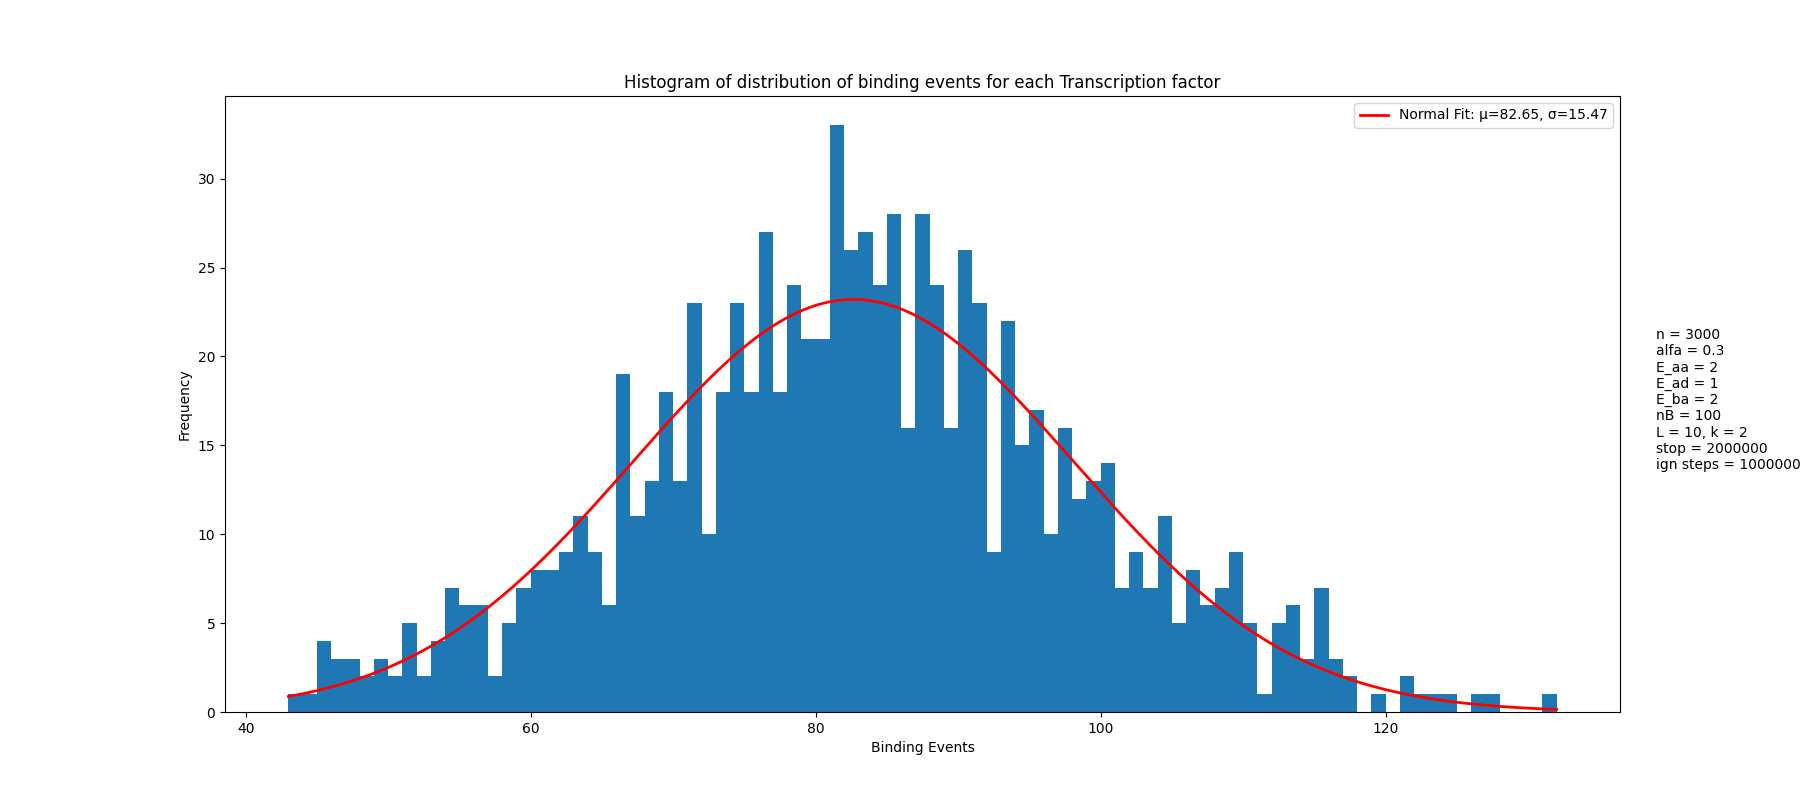 Histogram of distribution of binding events for each Transcription factor
Normal Fit: μ=82.65, σ=15.47
30
25
20
15
10
5
0
Frequency
40
60
80
100
120
Binding Events
n = 3000
alfa = 0.3
E_aa = 2
E_ad = 1
E_ba = 2
nB = 100
L = 10, k = 2
stop = 2000000
ign steps = 1000000